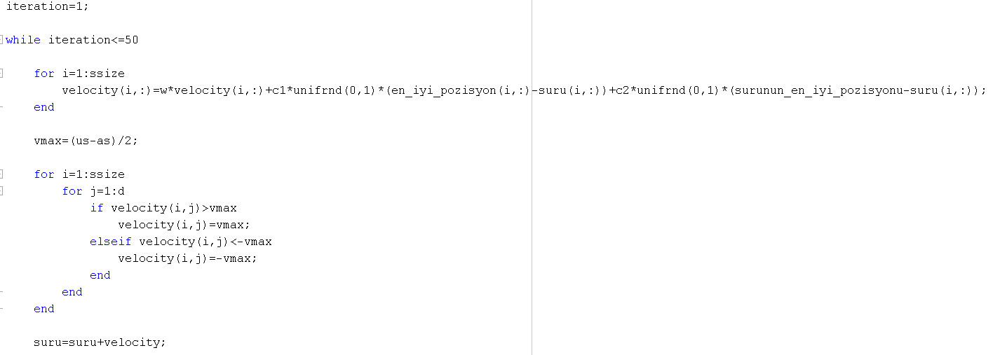 iteration=1;
while iteration<=50
for i=1:ssize
velocity(i,:)=w*velocity(i,:)+c1*unifrnd(0,1)*(en_iyi_pozisyon(i,:)-suru(i,:))+c2*unifrnd(0,1)*(surunun_en_iyi_pozisyonu-suru(i,:));
end
vmax=(us-as)/2;
for i=1:ssize
for j=1:d
if velocity(i,j)>vmax
velocity(i,j)=vmax;
elseif velocity(i,j)<-vmax
velocity(i,j)=-vmax;
end
end
end
suru=suru+velocity;